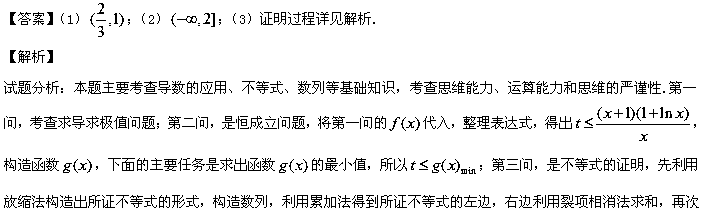 【答案】(1) (2/3,1)；(2) (−∞,2]；(3) 证明过程详见解析.
【解析】
试题分析：本题主要考查导数的应用、不等式、数列等基础知识，考查思维能力、运算能力和思维的严谨性.第一
问，考查求导求极值问题；第二问，是恒成立问题，将第一问的 f(x) 代入，整理表达式，得出 t≤(x+1)(1+ln x)/x，
构造函数 g(x)，下面的主要任务是求出函数 g(x) 的最小值，所以 t≤g(x)min；第三问，是不等式的证明，先利用
放缩法构造出所证不等式的形式，构造数列，利用累加法得到所证不等式的左边，右边利用裂项相消法求和，再次